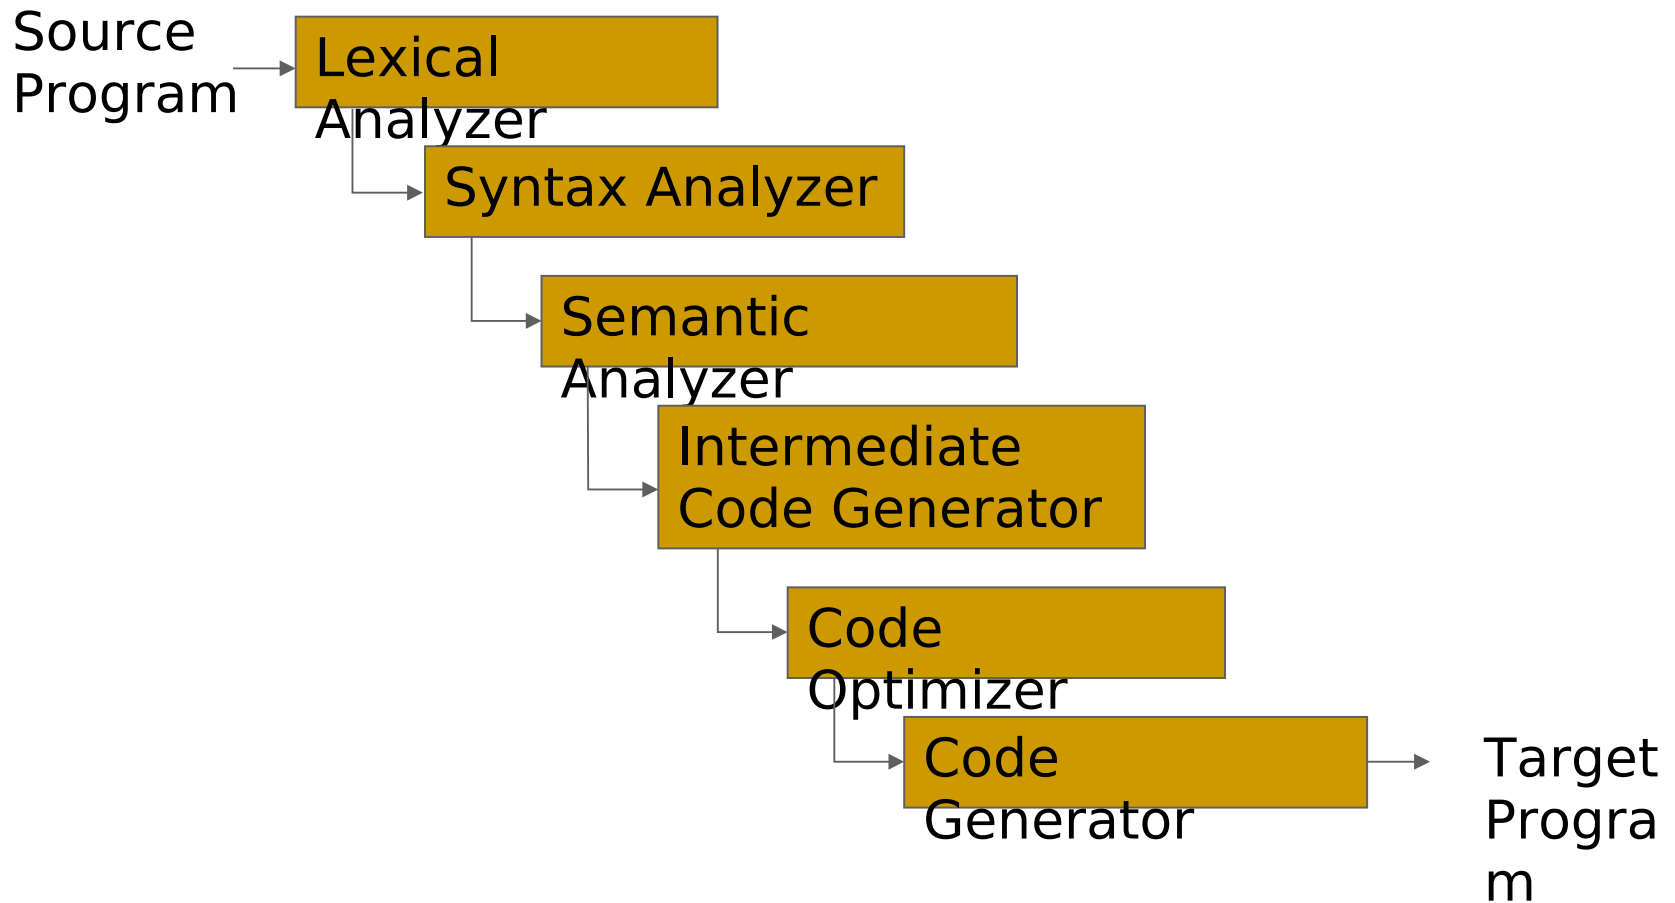 Source
Program
Lexical
Analyzer
Syntax Analyzer
Semantic
Analyzer
Intermediate
Code Generator
Code
Optimizer
Code
Generator
Target
Progra
m